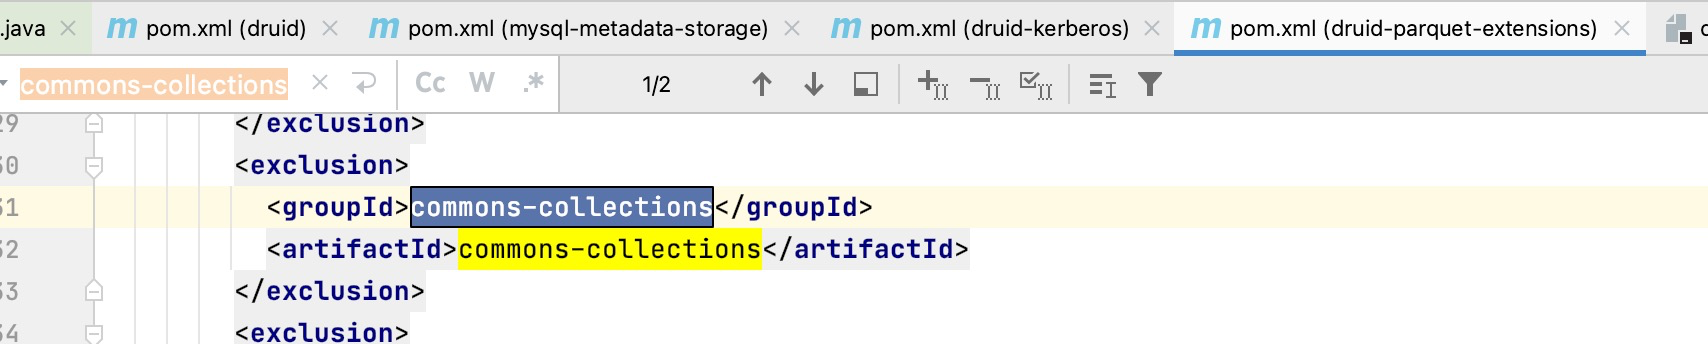 .java
pom.xml (druid)
pom.xml (mysql-metadata-storage)
pom.xml (druid-kerberos)
pom.xml (druid-parquet-extensions)
commons-collections
Cc W .*
1/2
29 </exclusion>
30 <exclusion>
31 <groupId>commons-collections</groupId>
32 <artifactId>commons-collections</artifactId>
33 </exclusion>
34 <exclusion>